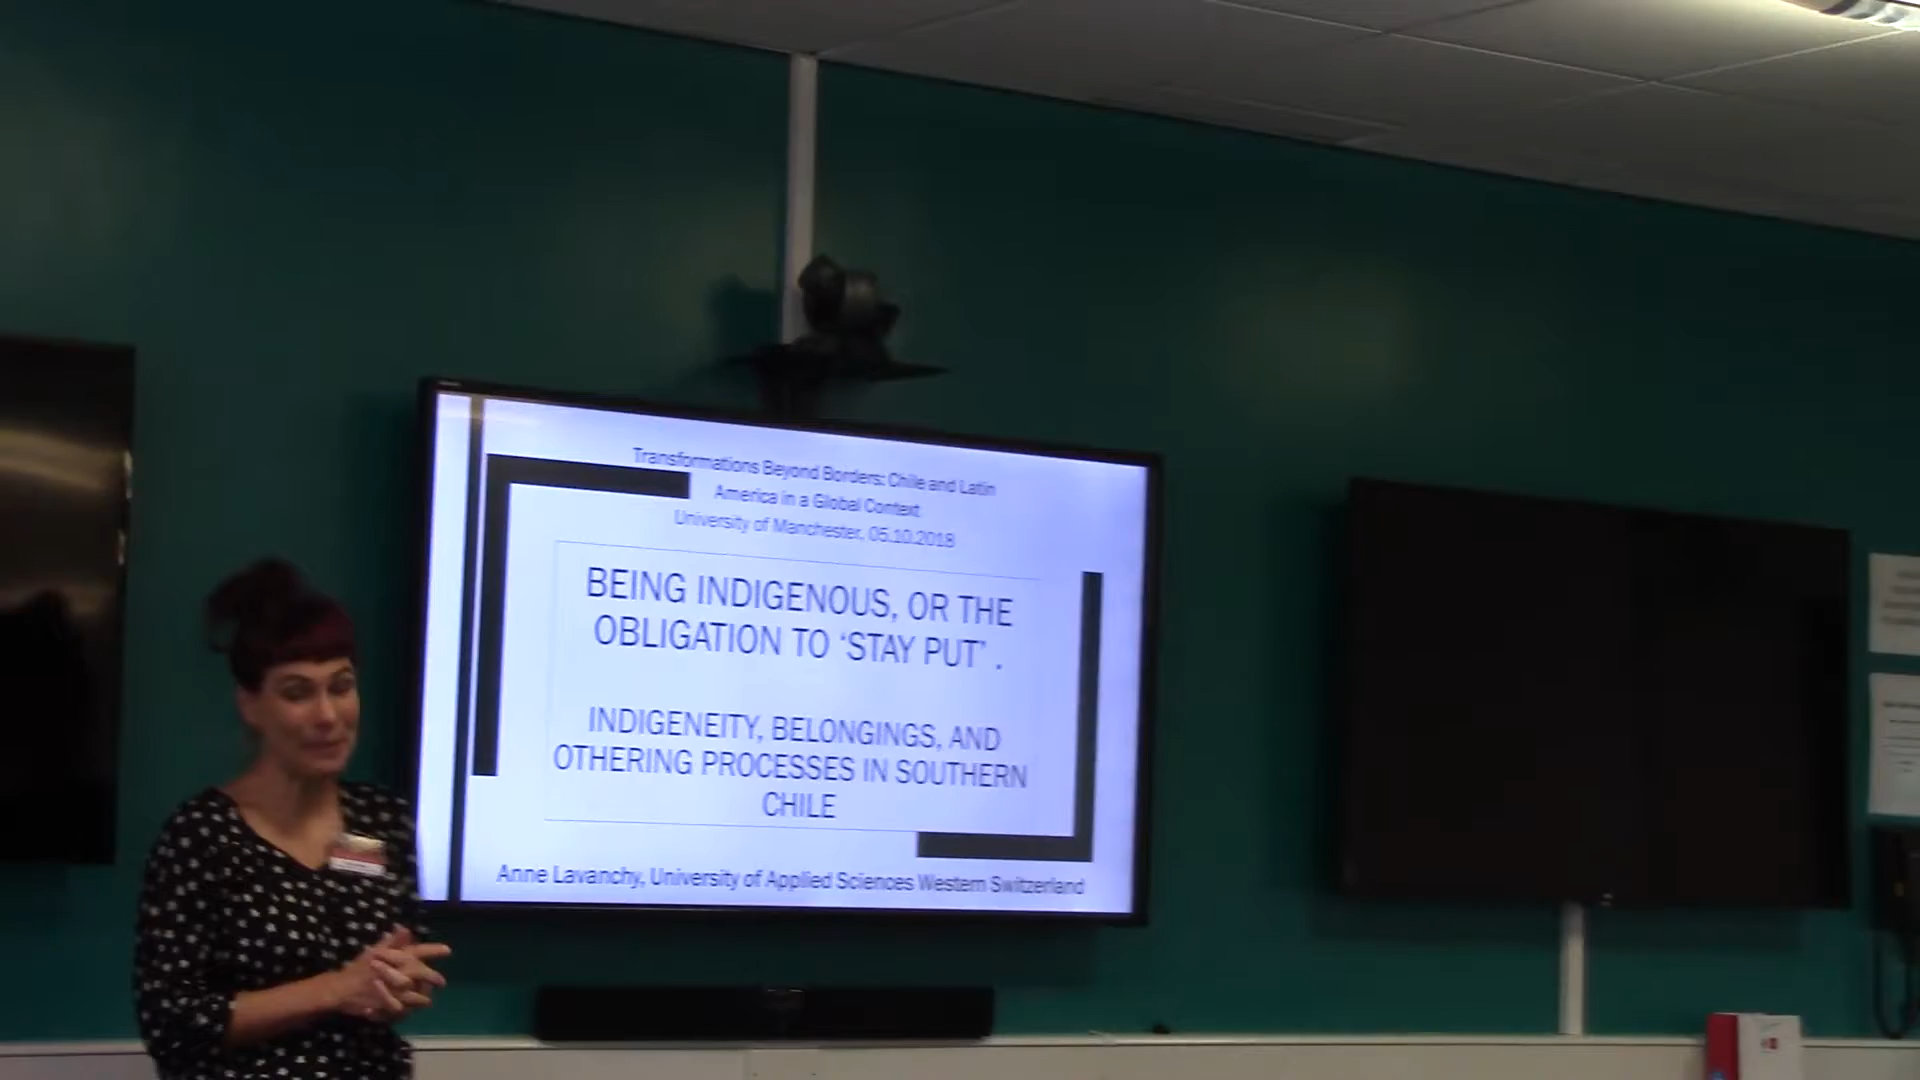 Transformations Beyond Borders: Chile and Latin
America in a Global Context
University of Manchester, 05.10.2018
BEING INDIGENOUS, OR THE
OBLIGATION TO ‘STAY PUT’ .
INDIGENEITY, BELONGINGS, AND
OTHERING PROCESSES IN SOUTHERN
CHILE
Anne Lavanchy, University of Applied Sciences Western Switzerland